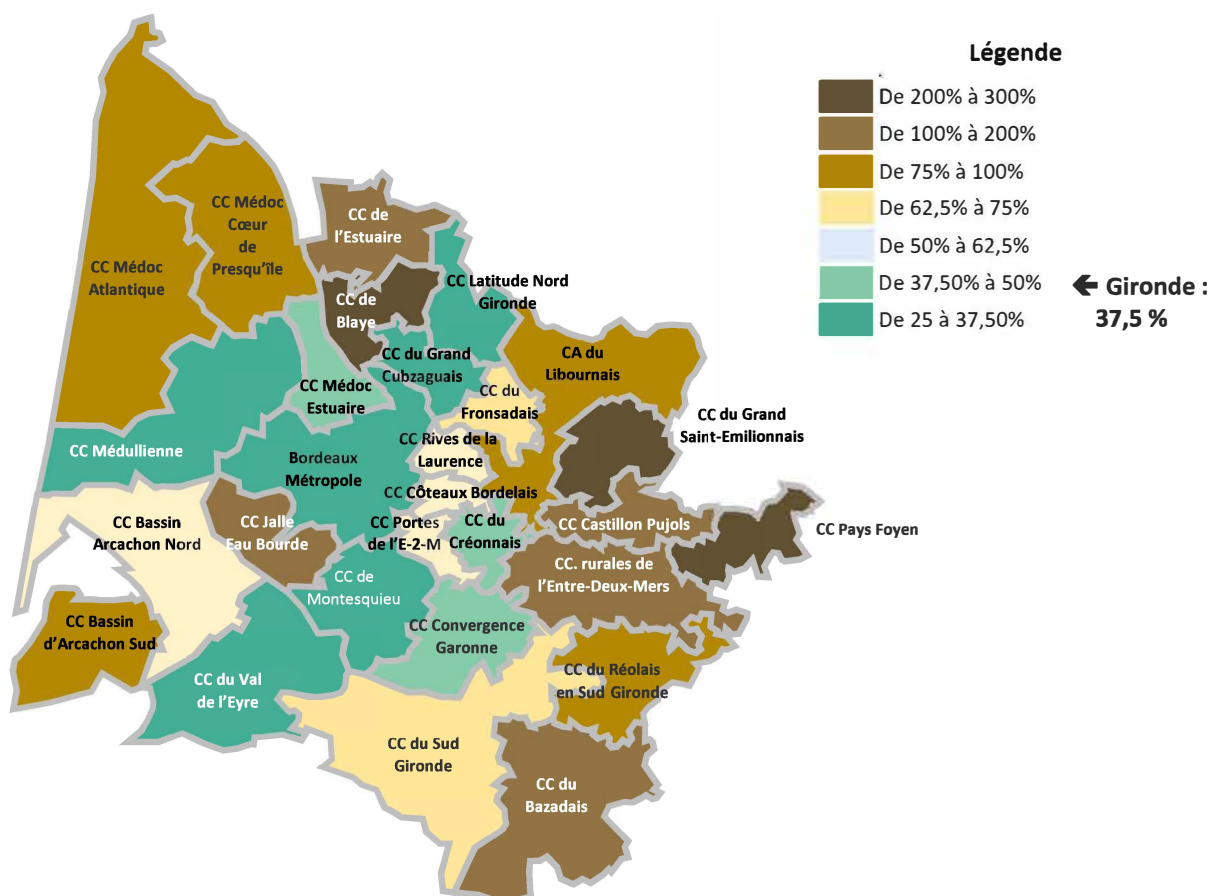 Légende
De 200% à 300%
De 100% à 200%
De 75% à 100%
De 62,5% à 75%
De 50% à 62,5%
De 37,50% à 50%
De 25 à 37,50%
🡰 Gironde :
37,5 %
CC Médoc
Atlantique
CC Médoc
Cœur
de
Presqu'île
CC de
l'Estuaire
CC de
Blaye
CC Latitude Nord
Gironde
CC du Grand
Cubzaguais
CC Médoc
Estuaire
CA du
Libournais
CC du
Fronsadais
CC du Grand
Saint-Emilionnais
CC Médullienne
Bordeaux
Métropole
CC Rives de la
Laurence
CC Côteaux Bordelais
CC Bassin
Arcachon Nord
CC Jalle
Eau Bourde
CC Portes
de l'E-2-M
CC du
Créonnais
CC Castillon Pujols
CC Pays Foyen
CC. rurales de
l'Entre-Deux-Mers
CC de
Montesquieu
CC Bassin
d'Arcachon Sud
CC Convergence
Garonne
CC du Val
de l'Eyre
CC du Réolais
en Sud Gironde
CC du Sud
Gironde
CC du
Bazadais